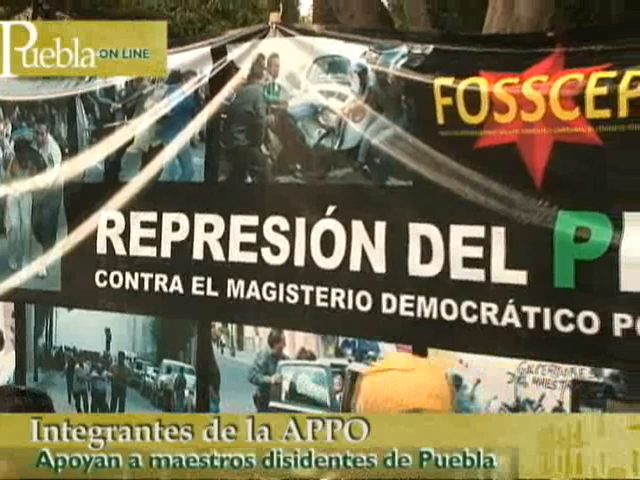 Puebla ON LINE
FOSSCEP
REPRESIÓN DEL P
CONTRA EL MAGISTERIO DEMOCRÁTICO PO
Integrantes de la APPO
Apoyan a maestros disidentes de Puebla